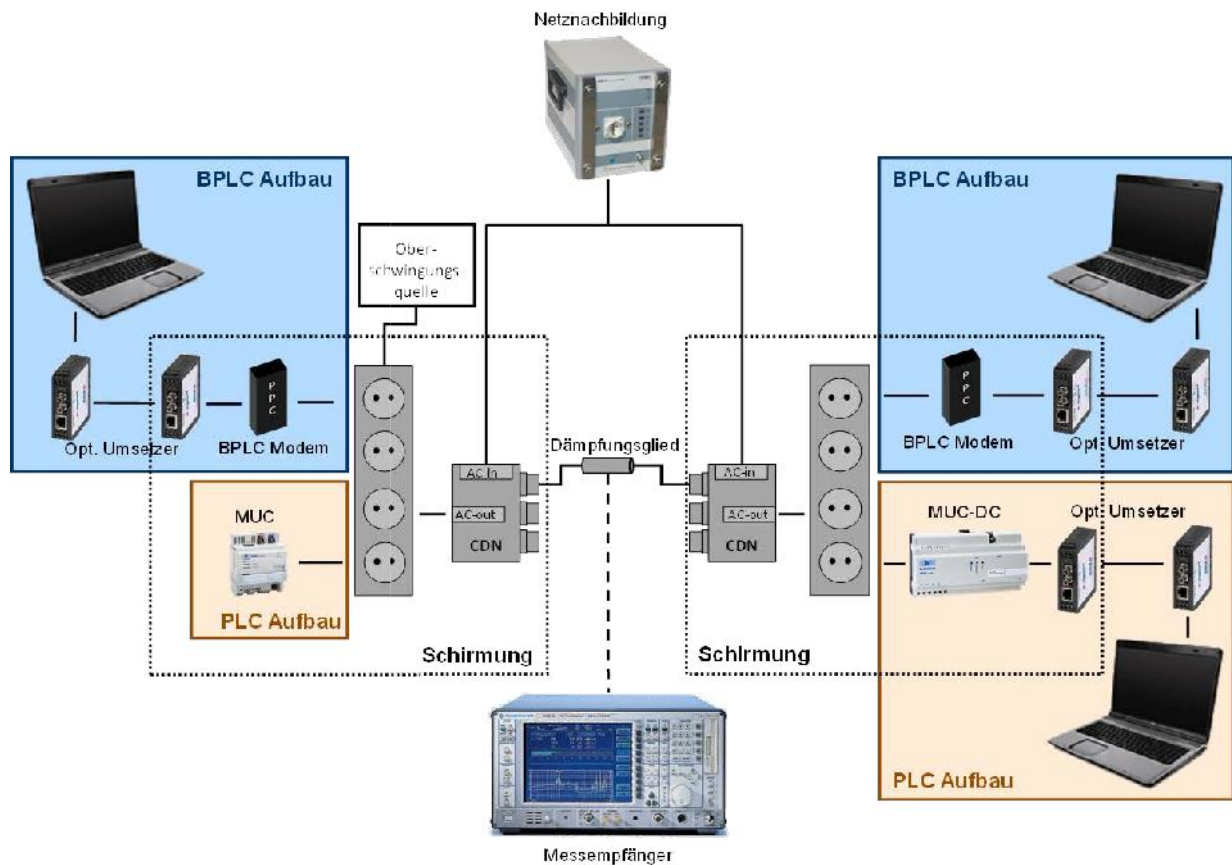 Netznachbildung
BPLC Aufbau
BPLC Aufbau
Ober-
schwingungs
quelle
PPC
PPC
Opt. Umsetzer
BPLC Modem
BPLC Modem
Opt. Umsetzer
Dämpfungsglied
AC-in
AC-in
AC-out
AC-out
CDN
CDN
MUC
PLC Aufbau
MUC-DC
Opt. Umsetzer
Schirmung
Schirmung
PLC Aufbau
Messempfänger